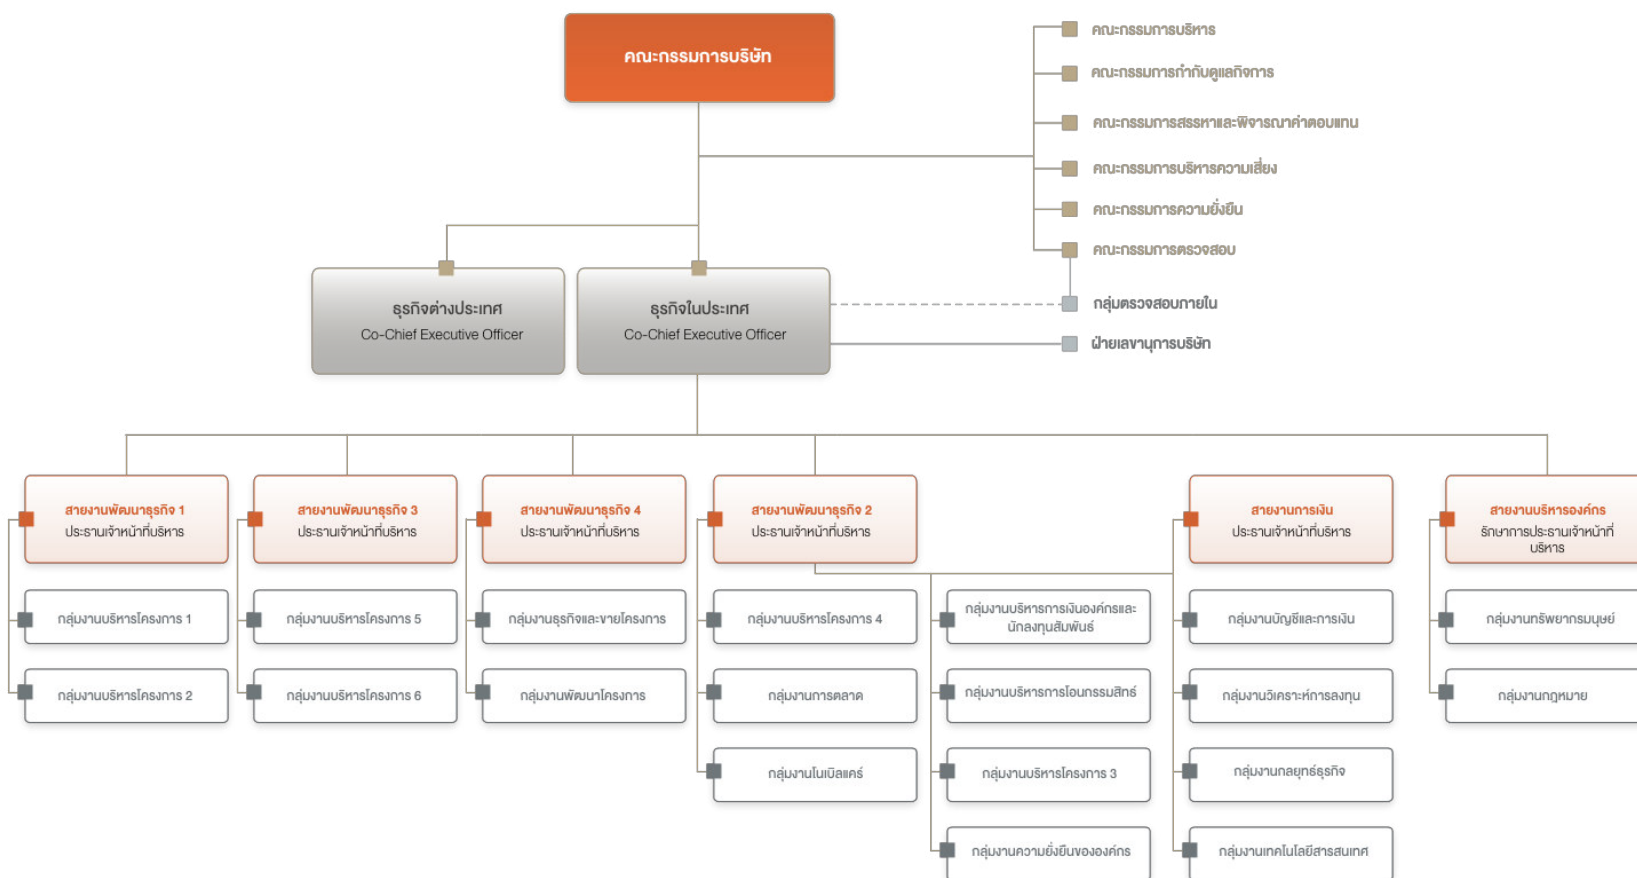 คณะกรรมการบริษัท
คณะกรรมการบริหาร
คณะกรรมการกำกับดูแลกิจการ
คณะกรรมการสรรหาและพิจารณาค่าตอบแทน
คณะกรรมการบริหารความเสี่ยง
คณะกรรมการความยั่งยืน
คณะกรรมการตรวจสอบ
กลุ่มตรวจสอบภายใน
ฝ่ายเลขานุการบริษัท
ธุรกิจต่างประเทศ
Co-Chief Executive Officer
ธุรกิจในประเทศ
Co-Chief Executive Officer
สายงานพัฒนาธุรกิจ 1
ประธานเจ้าหน้าที่บริหาร
กลุ่มงานบริหารโครงการ 1
กลุ่มงานบริหารโครงการ 2
สายงานพัฒนาธุรกิจ 3
ประธานเจ้าหน้าที่บริหาร
กลุ่มงานบริหารโครงการ 5
กลุ่มงานบริหารโครงการ 6
สายงานพัฒนาธุรกิจ 4
ประธานเจ้าหน้าที่บริหาร
กลุ่มงานธุรกิจและขายโครงการ
กลุ่มงานพัฒนาโครงการ
สายงานพัฒนาธุรกิจ 2
ประธานเจ้าหน้าที่บริหาร
กลุ่มงานบริหารโครงการ 4
กลุ่มงานการตลาด
กลุ่มงานโนเบิลแคร์
กลุ่มงานบริหารการเงินองค์กรและ
นักลงทุนสัมพันธ์
กลุ่มงานบริหารการโอนกรรมสิทธ์
กลุ่มงานบริหารโครงการ 3
กลุ่มงานความยั่งยืนขององค์กร
สายงานการเงิน
ประธานเจ้าหน้าที่บริหาร
กลุ่มงานบัญชีและการเงิน
กลุ่มงานวิเคราะห์การลงทุน
กลุ่มงานกลยุทธ์ธุรกิจ
กลุ่มงานเทคโนโลยีสารสนเทศ
สายงานบริหารองค์กร
รักษาการประธานเจ้าหน้าที่
บริหาร
กลุ่มงานทรัพยากรมนุษย์
กลุ่มงานกฎหมาย